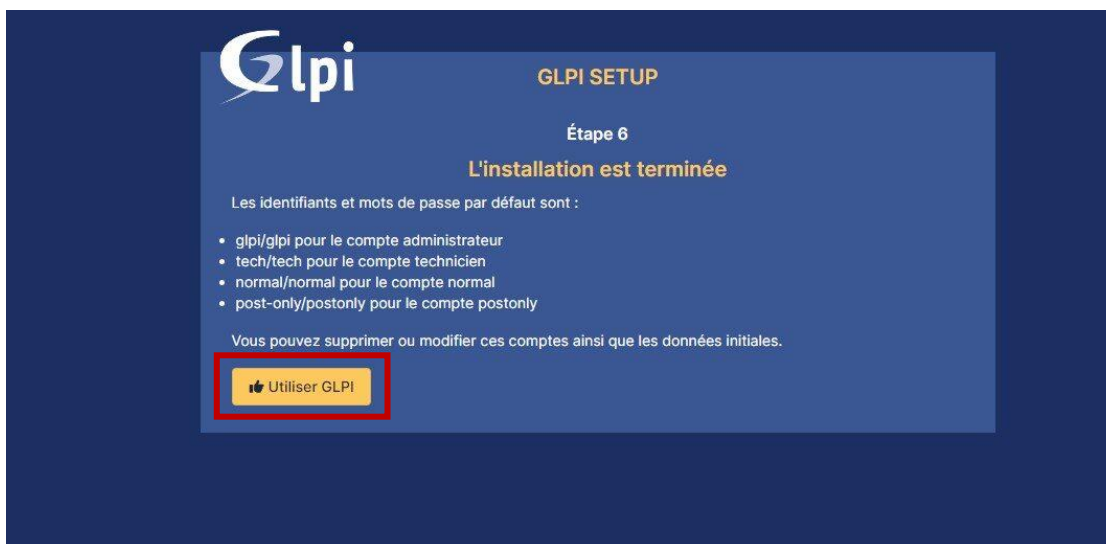 Glpi
GLPI SETUP
Étape 6
L'installation est terminée
Les identifiants et mots de passe par défaut sont :
• glpi/glpi pour le compte administrateur
• tech/tech pour le compte technicien
• normal/normal pour le compte normal
• post-only/postonly pour le compte postonly
Vous pouvez supprimer ou modifier ces comptes ainsi que les données initiales.
Utiliser GLPI